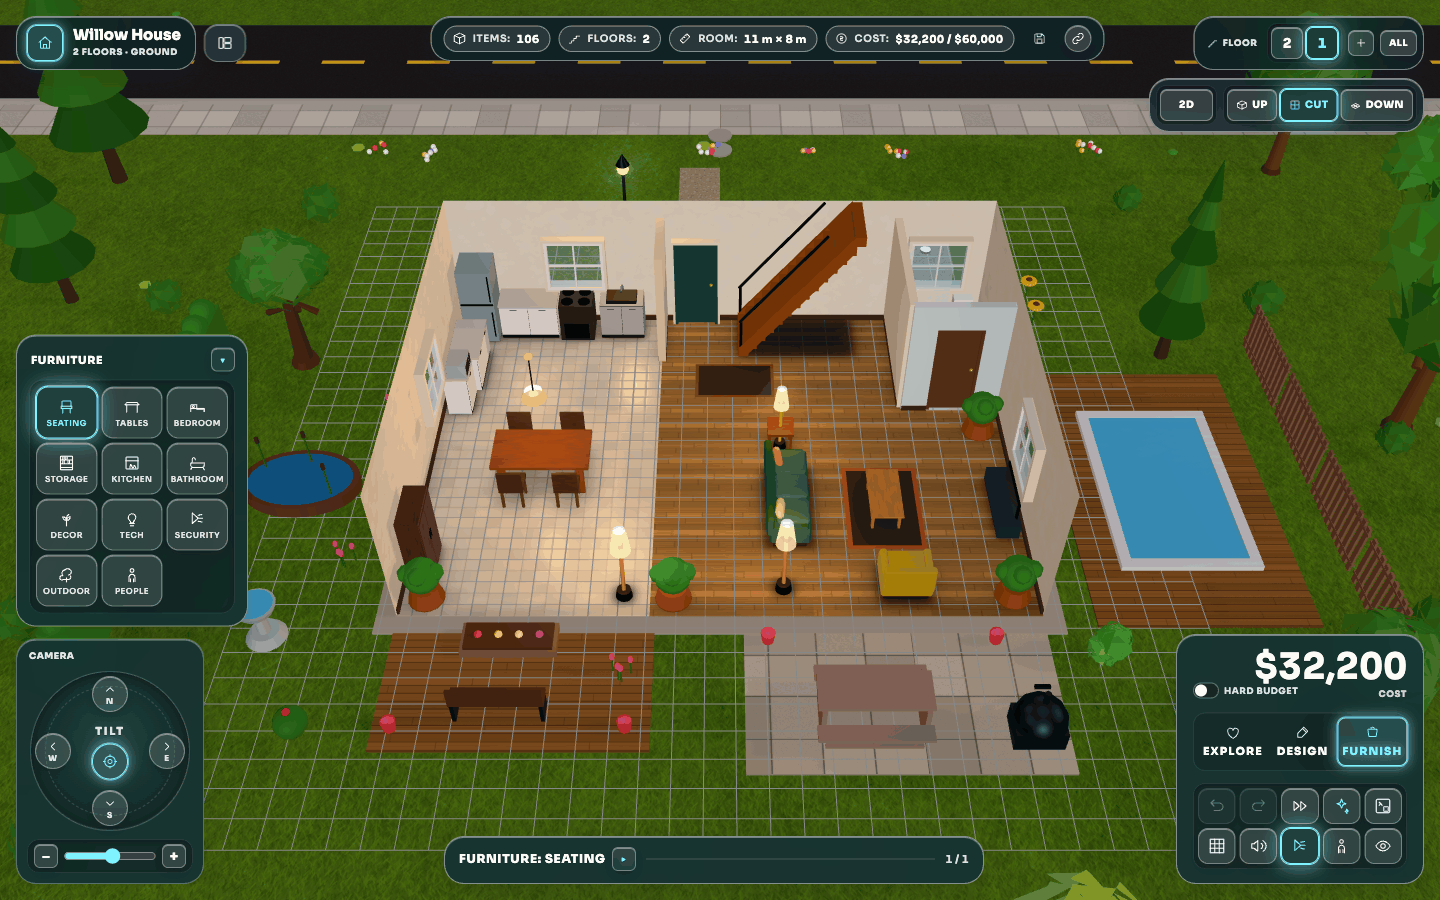 Willow House
2 FLOORS · GROUND
ITEMS: 106
FLOORS: 2
ROOM: 11 m × 8 m
COST: $32,200 / $60,000
FLOOR
2
1
+
ALL
2D
UP
CUT
DOWN
FURNITURE
SEATING
TABLES
BEDROOM
STORAGE
KITCHEN
BATHROOM
DECOR
TECH
SECURITY
OUTDOOR
PEOPLE
CAMERA
N
TILT
W
E
S
−
+
FURNITURE: SEATING
1 / 1
$32,200
HARD BUDGET
COST
EXPLORE
DESIGN
FURNISH